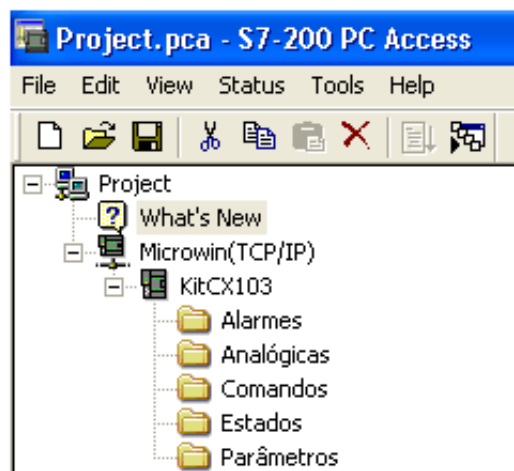 Project.pca - S7-200 PC Access
File Edit View Status Tools Help
Project
What's New
Microwin(TCP/IP)
KitCX103
Alarmes
Analógicas
Comandos
Estados
Parâmetros